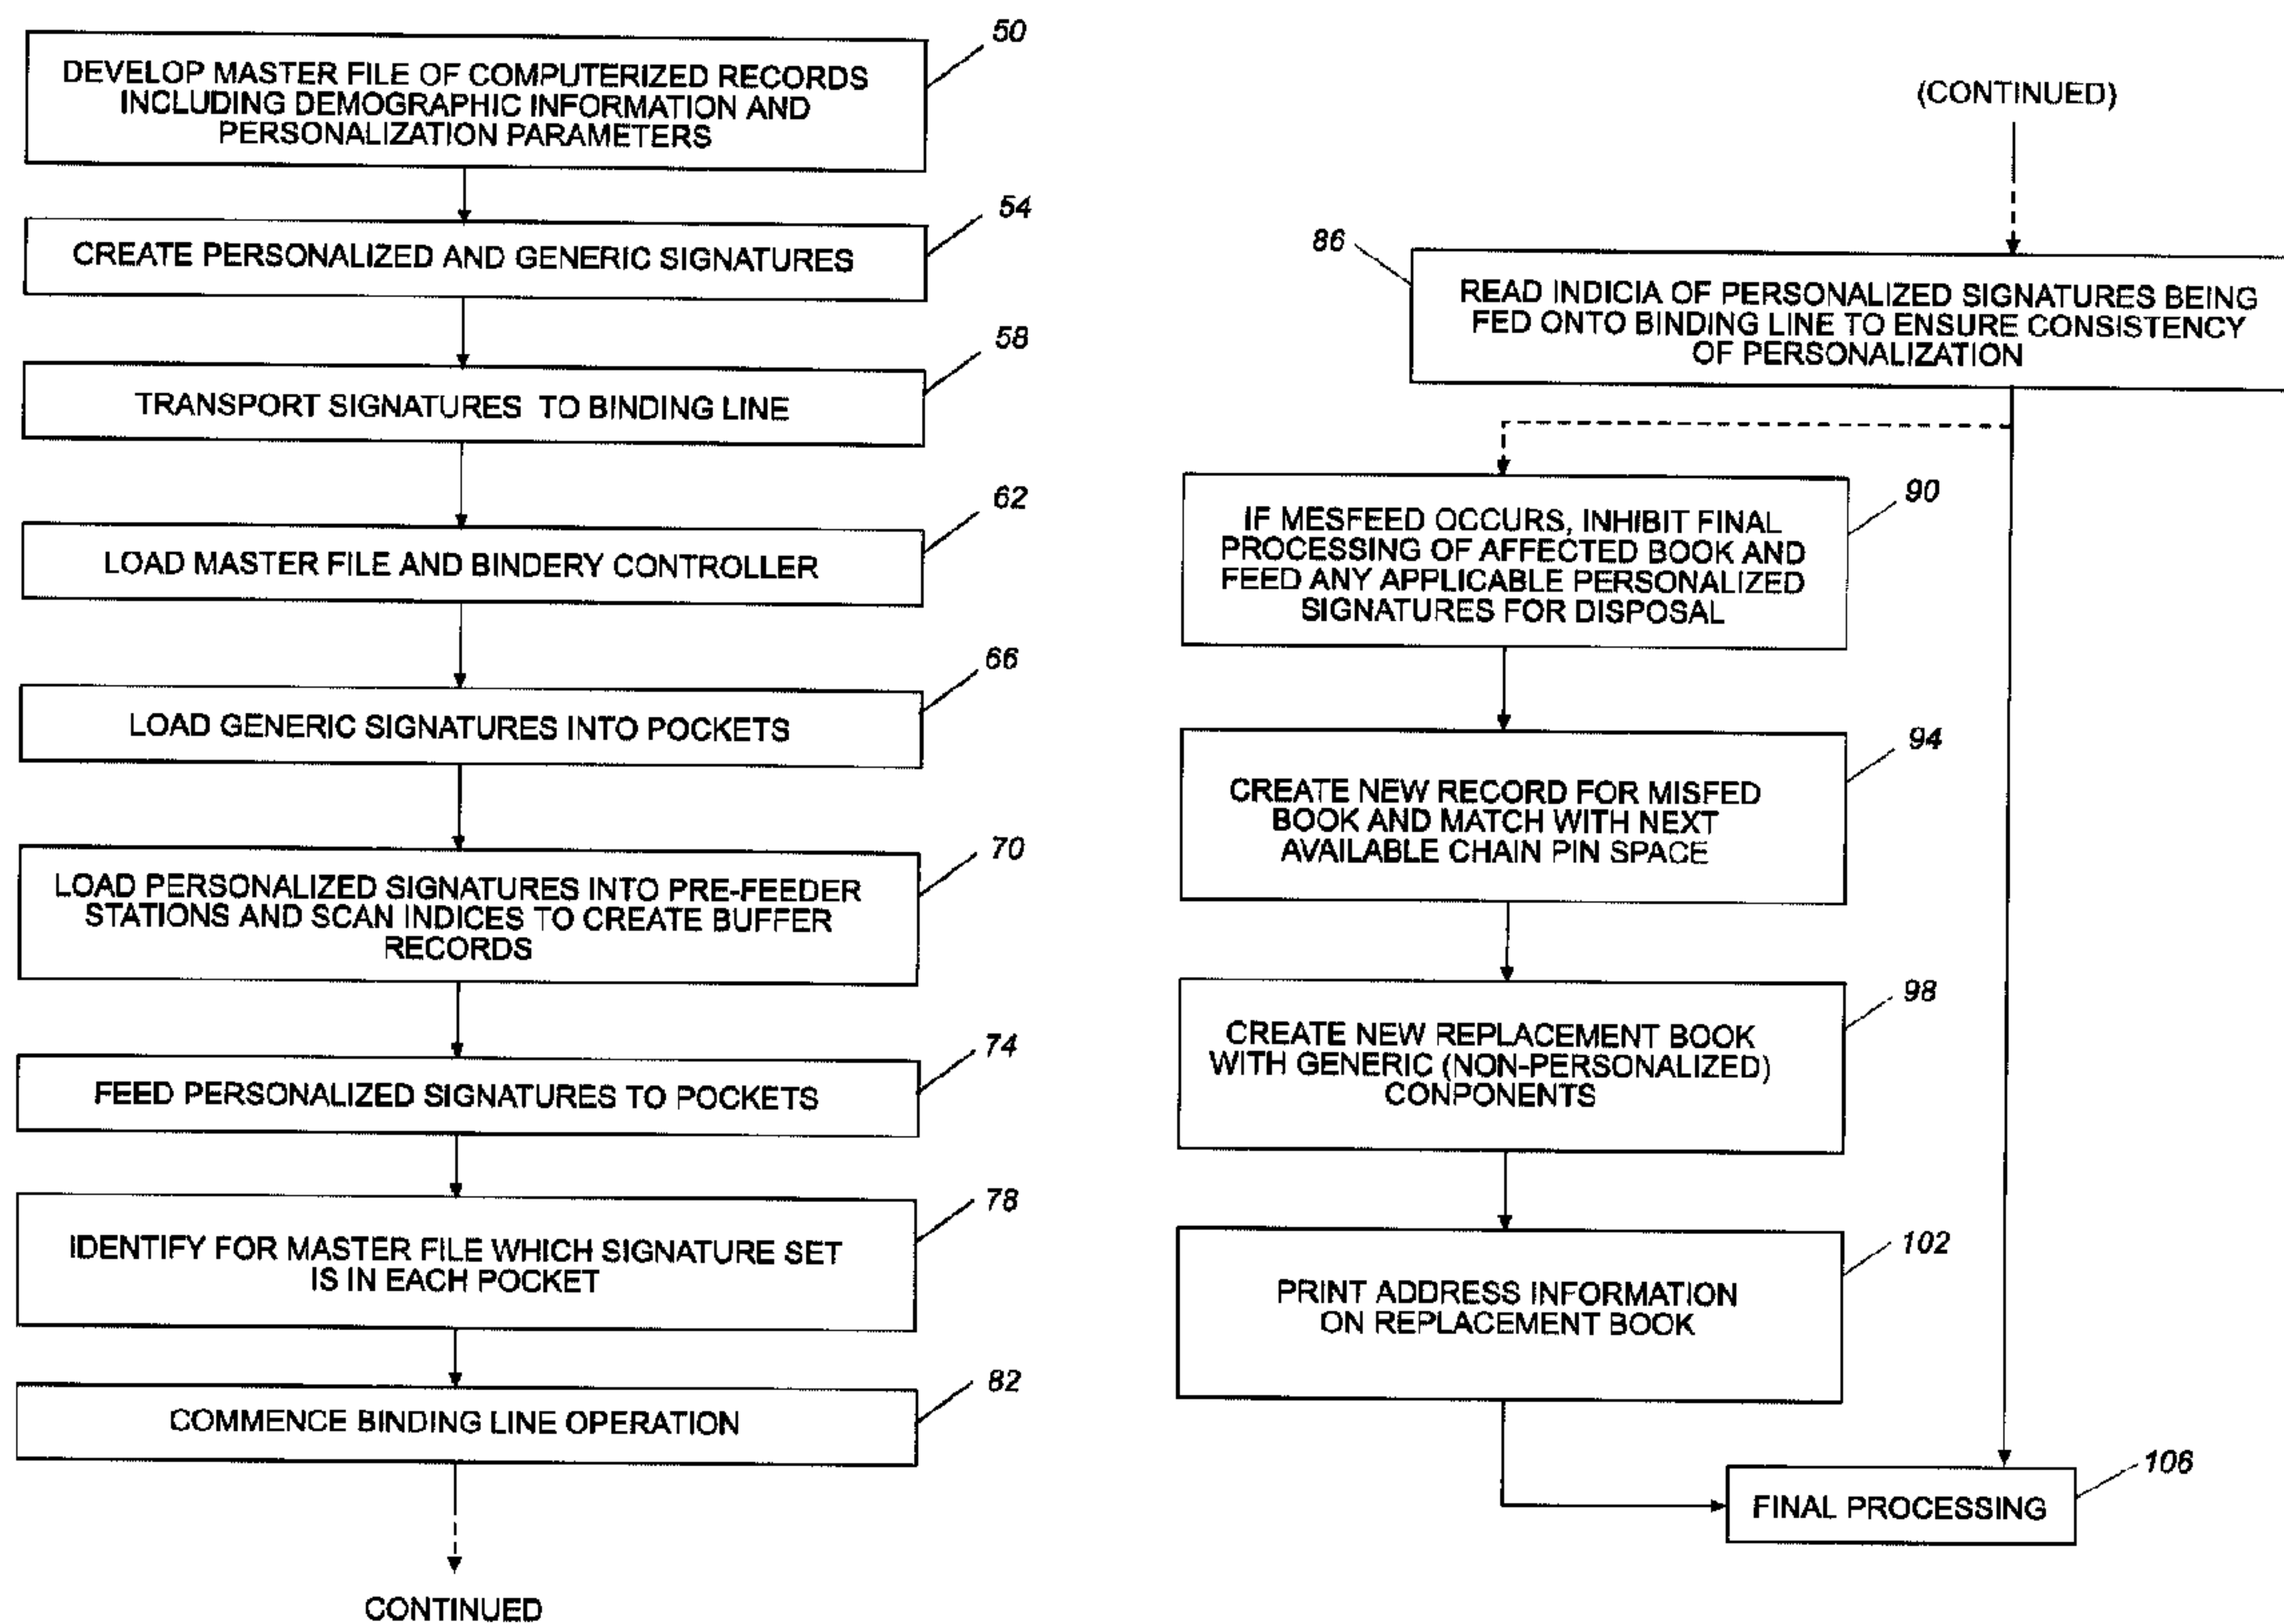 50
DEVELOP MASTER FILE OF COMPUTERIZED RECORDS
INCLUDING DEMOGRAPHIC INFORMATION AND
PERSONALIZATION PARAMETERS
54
CREATE PERSONALIZED AND GENERIC SIGNATURES
58
TRANSPORT SIGNATURES TO BINDING LINE
62
LOAD MASTER FILE AND BINDERY CONTROLLER
66
LOAD GENERIC SIGNATURES INTO POCKETS
70
LOAD PERSONALIZED SIGNATURES INTO PRE-FEEDER
STATIONS AND SCAN INDICES TO CREATE BUFFER
RECORDS
74
FEED PERSONALIZED SIGNATURES TO POCKETS
78
IDENTIFY FOR MASTER FILE WHICH SIGNATURE SET
IS IN EACH POCKET
82
COMMENCE BINDING LINE OPERATION
CONTINUED
(CONTINUED)
86
READ INDICIA OF PERSONALIZED SIGNATURES BEING
FED ONTO BINDING LINE TO ENSURE CONSISTENCY
OF PERSONALIZATION
90
IF MESFEED OCCURS, INHIBIT FINAL
PROCESSING OF AFFECTED BOOK AND
FEED ANY APPLICABLE PERSONALIZED
SIGNATURES FOR DISPOSAL
94
CREATE NEW RECORD FOR MISFED
BOOK AND MATCH WITH NEXT
AVAILABLE CHAIN PIN SPACE
98
CREATE NEW REPLACEMENT BOOK
WITH GENERIC (NON-PERSONALIZED)
CONPONENTS
102
PRINT ADDRESS INFORMATION
ON REPLACEMENT BOOK
106
FINAL PROCESSING